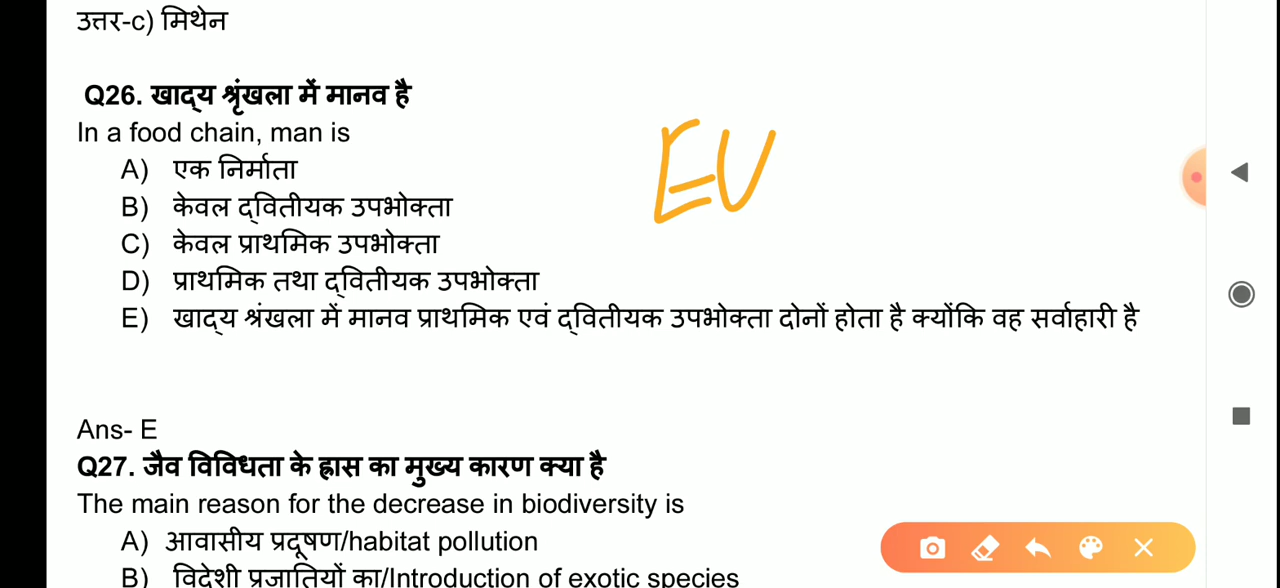 उत्तर-c) मिथेन
Q26. खाद्य श्रृंखला में मानव है
In a food chain, man is
A) एक निर्माता
B) केवल द्वितीयक उपभोक्ता
C) केवल प्राथमिक उपभोक्ता
D) प्राथमिक तथा द्वितीयक उपभोक्ता
E) खाद्य श्रंखला में मानव प्राथमिक एवं द्वितीयक उपभोक्ता दोनों होता है क्योंकि वह सर्वाहारी है
EU
Ans- E
Q27. जैव विविधता के ह्रास का मुख्य कारण क्या है
The main reason for the decrease in biodiversity is
A) आवासीय प्रदूषण/habitat pollution
B) विदेशी प्रजातियों का/Introduction of exotic species